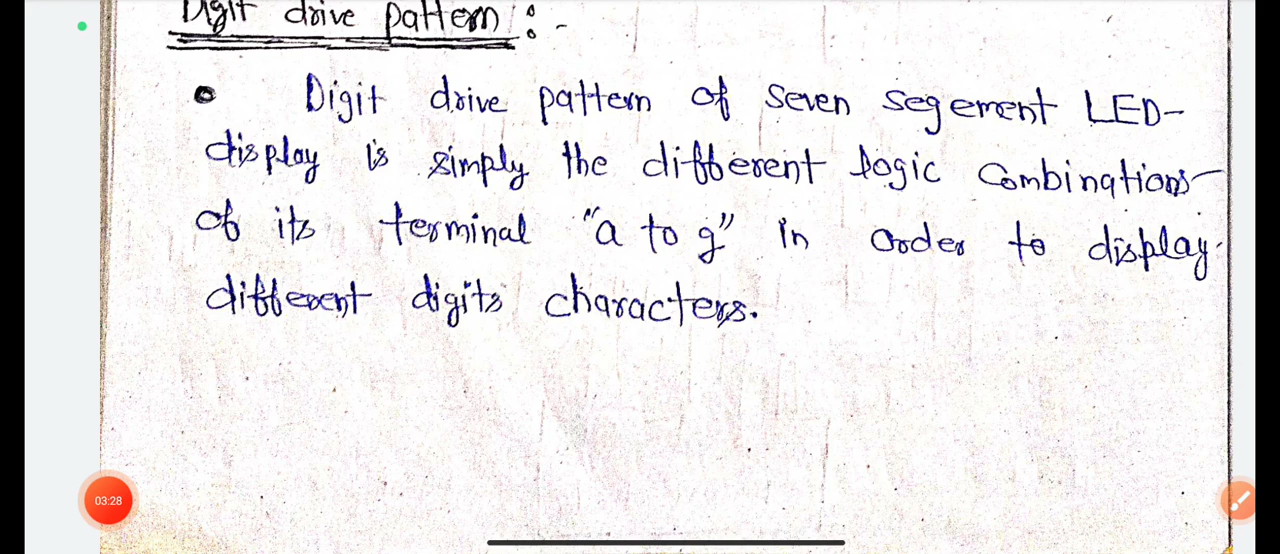 Digit drive pattern :-
• Digit drive pattern of seven segement LED-
display is simply the different logic combinations-
of its terminal "a to g" in order to display
different digits characters.
03:28